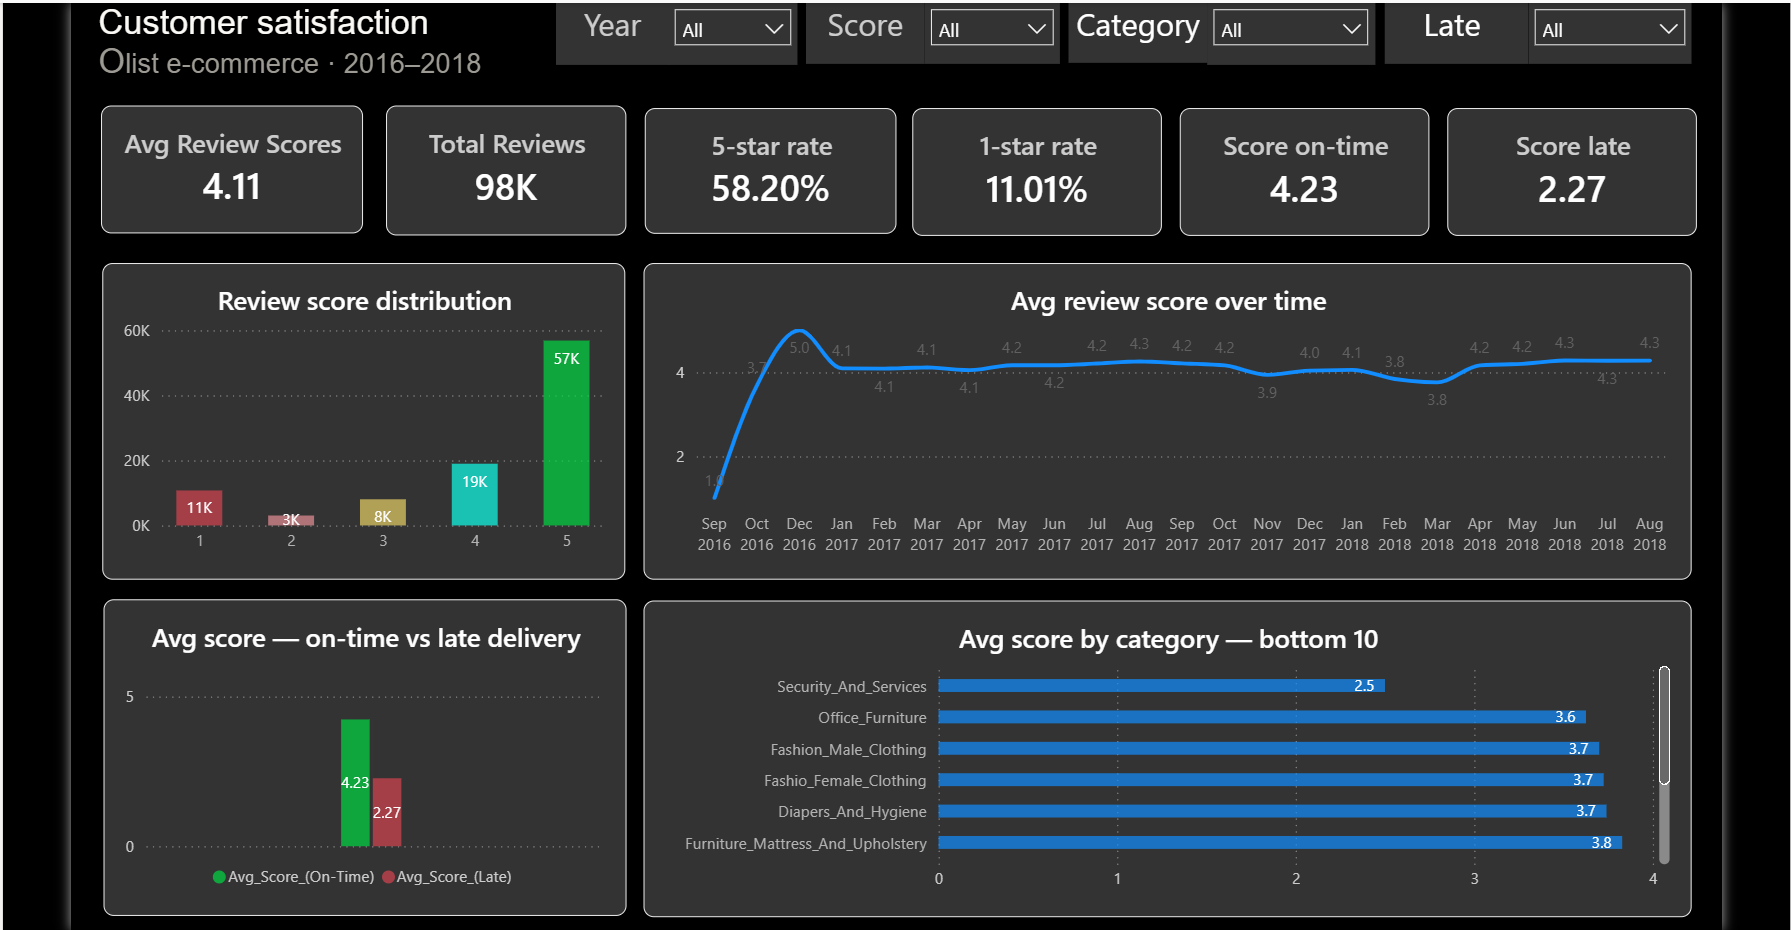 Customer satisfaction
Olist e-commerce · 2016–2018
Year All Score All Category All Late All
Avg Review Scores
4.11
Total Reviews
98K
5-star rate
58.20%
1-star rate
11.01%
Score on-time
4.23
Score late
2.27
Review score distribution
60K
40K
20K
0K
11K 3K 8K 19K 57K
1 2 3 4 5
Avg review score over time
4
2
1.0 3.7 5.0 4.1 4.1 4.1 4.1 4.2 4.2 4.2 4.3 4.2 4.2 3.9 4.0 4.1 3.8 3.8 4.2 4.2 4.3 4.3 4.3
Sep Oct Dec Jan Feb Mar Apr May Jun Jul Aug Sep Oct Nov Dec Jan Feb Mar Apr May Jun Jul Aug
2016 2016 2016 2017 2017 2017 2017 2017 2017 2017 2017 2017 2017 2017 2017 2018 2018 2018 2018 2018 2018 2018 2018
Avg score — on-time vs late delivery
5
0
4.23 2.27
Avg_Score_(On-Time) Avg_Score_(Late)
Avg score by category — bottom 10
Security_And_Services 2.5
Office_Furniture 3.6
Fashion_Male_Clothing 3.7
Fashio_Female_Clothing 3.7
Diapers_And_Hygiene 3.7
Furniture_Mattress_And_Upholstery 3.8
0 1 2 3 4